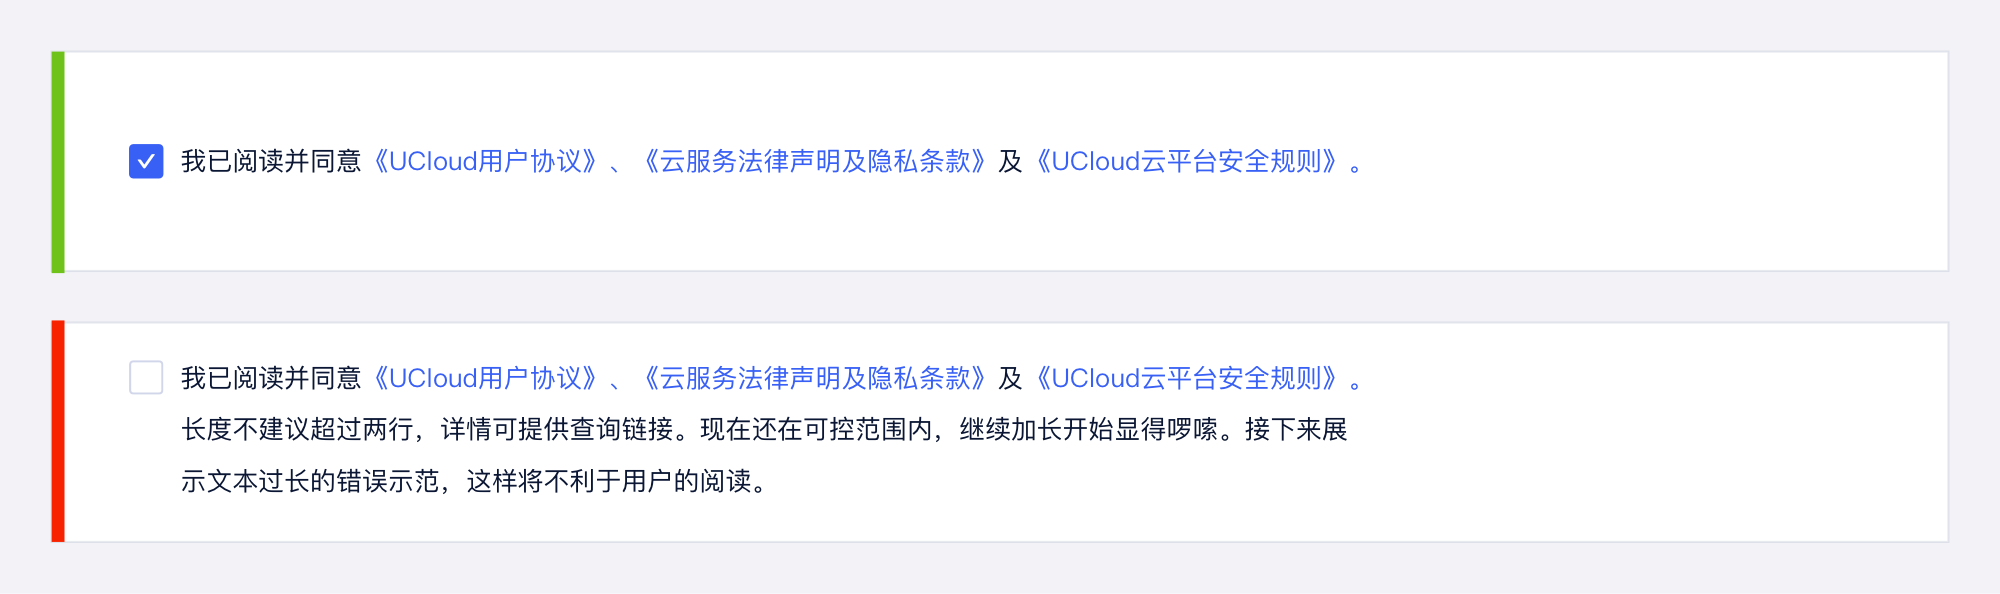 我已阅读并同意《UCloud用户协议》、《云服务法律声明及隐私条款》及《UCloud云平台安全规则》。
我已阅读并同意《UCloud用户协议》、《云服务法律声明及隐私条款》及《UCloud云平台安全规则》。
长度不建议超过两行，详情可提供查询链接。现在还在可控范围内，继续加长开始显得啰嗦。接下来展
示文本过长的错误示范，这样将不利于用户的阅读。